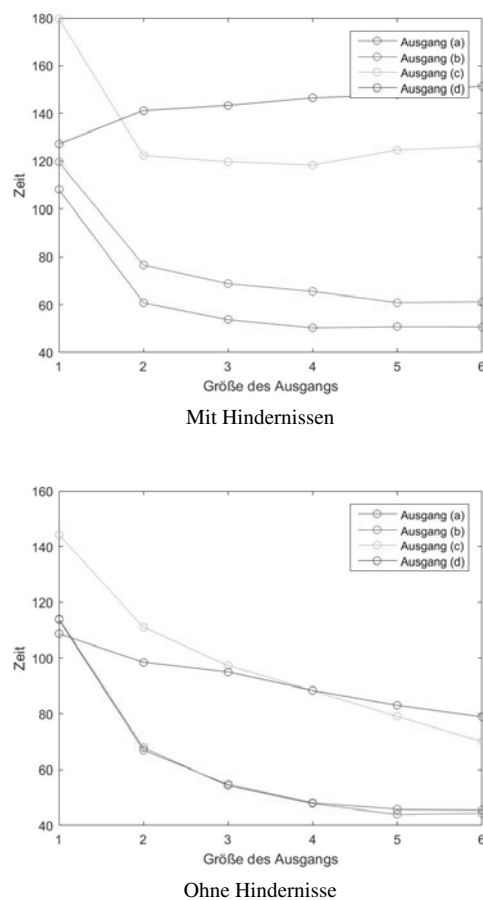 180
160
140
120
100
80
60
40
Zeit
1 2 3 4 5 6
Größe des Ausgangs
Ausgang (a)
Ausgang (b)
Ausgang (c)
Ausgang (d)
Mit Hindernissen
160
140
120
100
80
60
40
Zeit
1 2 3 4 5 6
Größe des Ausgangs
Ausgang (a)
Ausgang (b)
Ausgang (c)
Ausgang (d)
Ohne Hindernisse